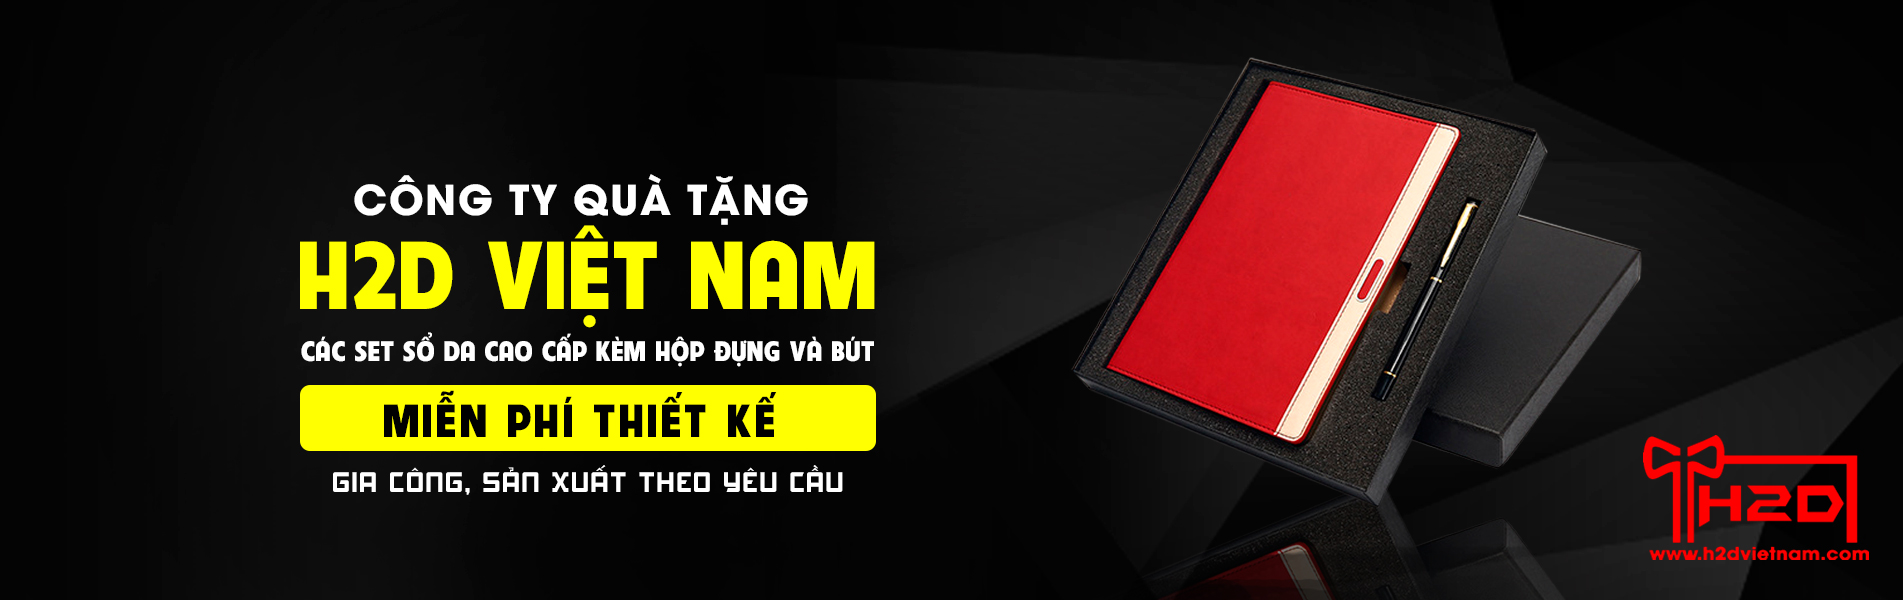 CÔNG TY QUÀ TẶNG
H2D VIỆT NAM
CÁC SET SỔ DA CAO CẤP KÈM HỘP ĐỰNG VÀ BÚT
MIỄN PHÍ THIẾT KẾ
GIA CÔNG, SẢN XUẤT THEO YÊU CẦU
H2D
www.h2dvietnam.com